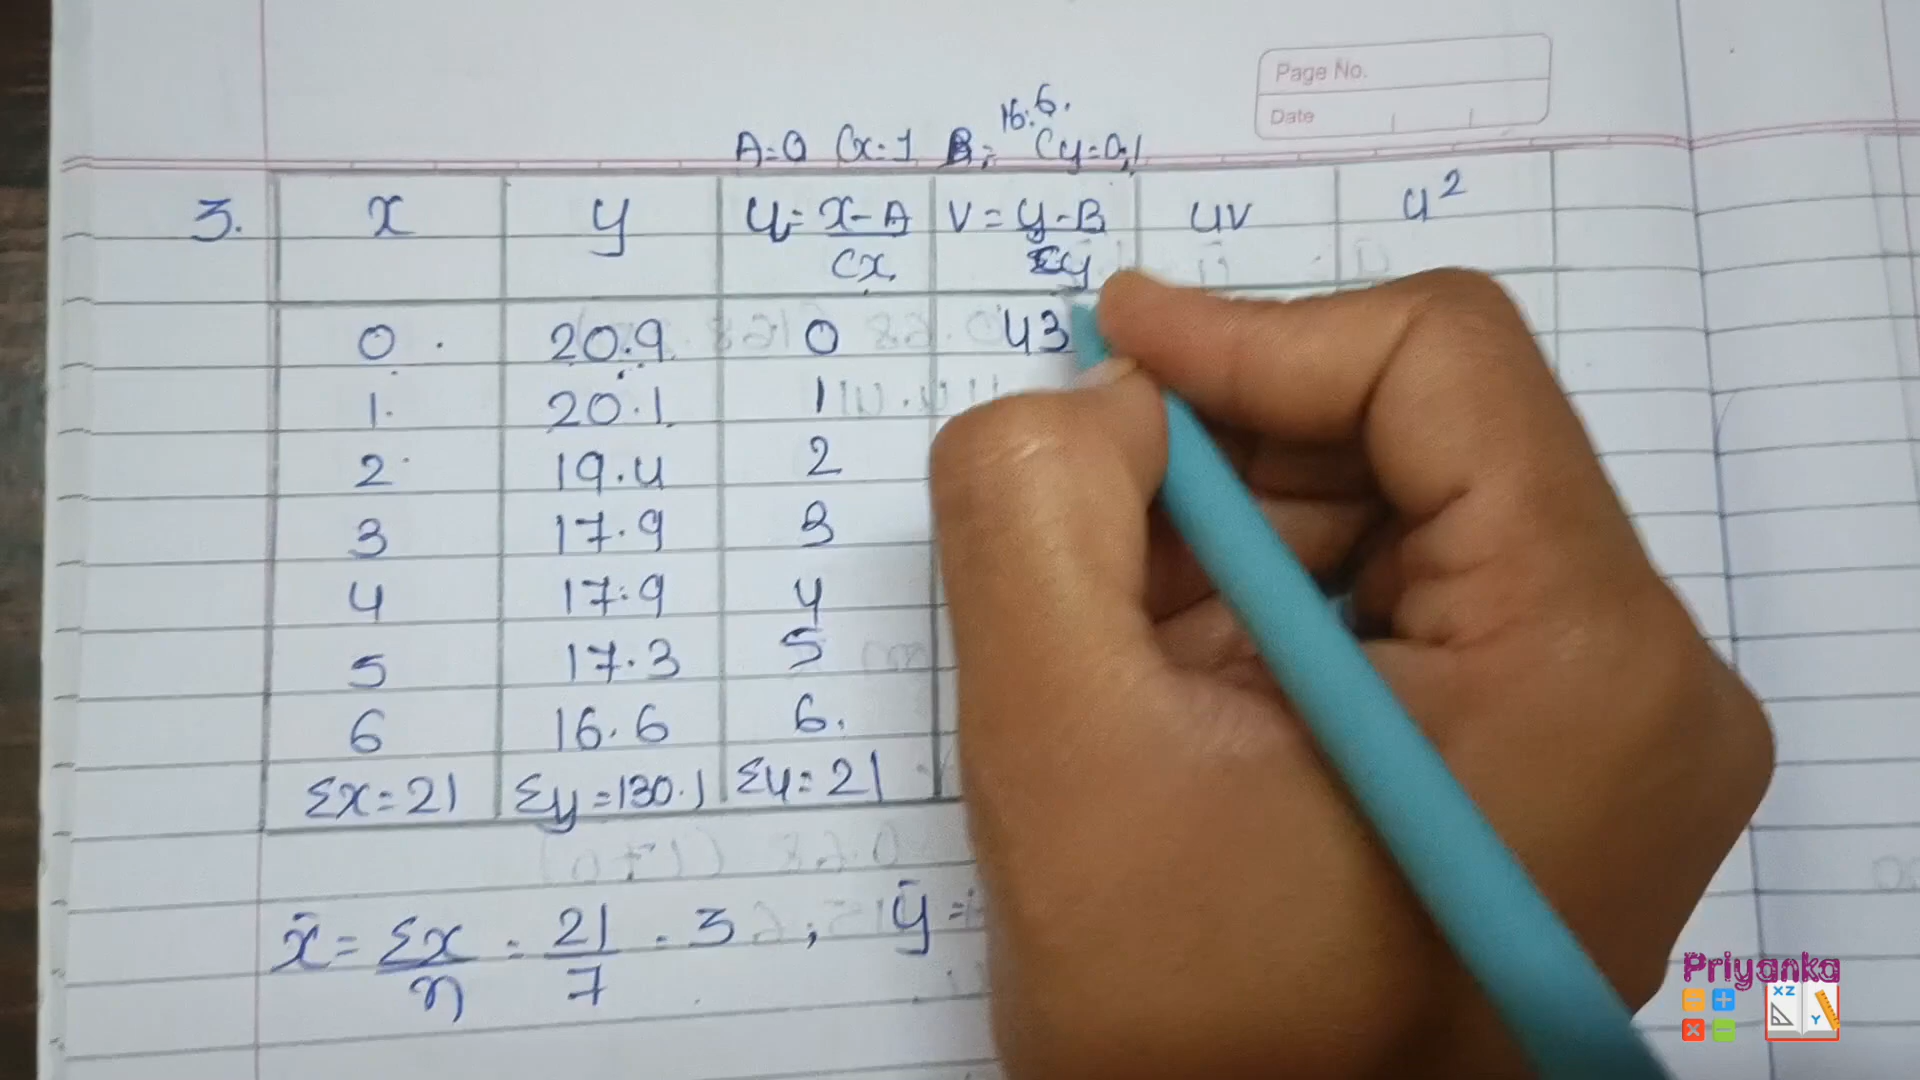 Page No.
Date
16.6.
A=0 Cx=1 B= Cy=0.1
3. x y u=x-A/Cx V=y-B/Cy uv u²
0. 20.9 0 43
1. 20.1 1
2 19.4 2
3 17.9 3
4 17.9 4
5 17.3 5
6 16.6 6.
Σx=21 Σy=130.1 Σu=21
x̄ = Σx/n = 21/7 = 3 ; ȳ =
Priyanka
XZ
Y